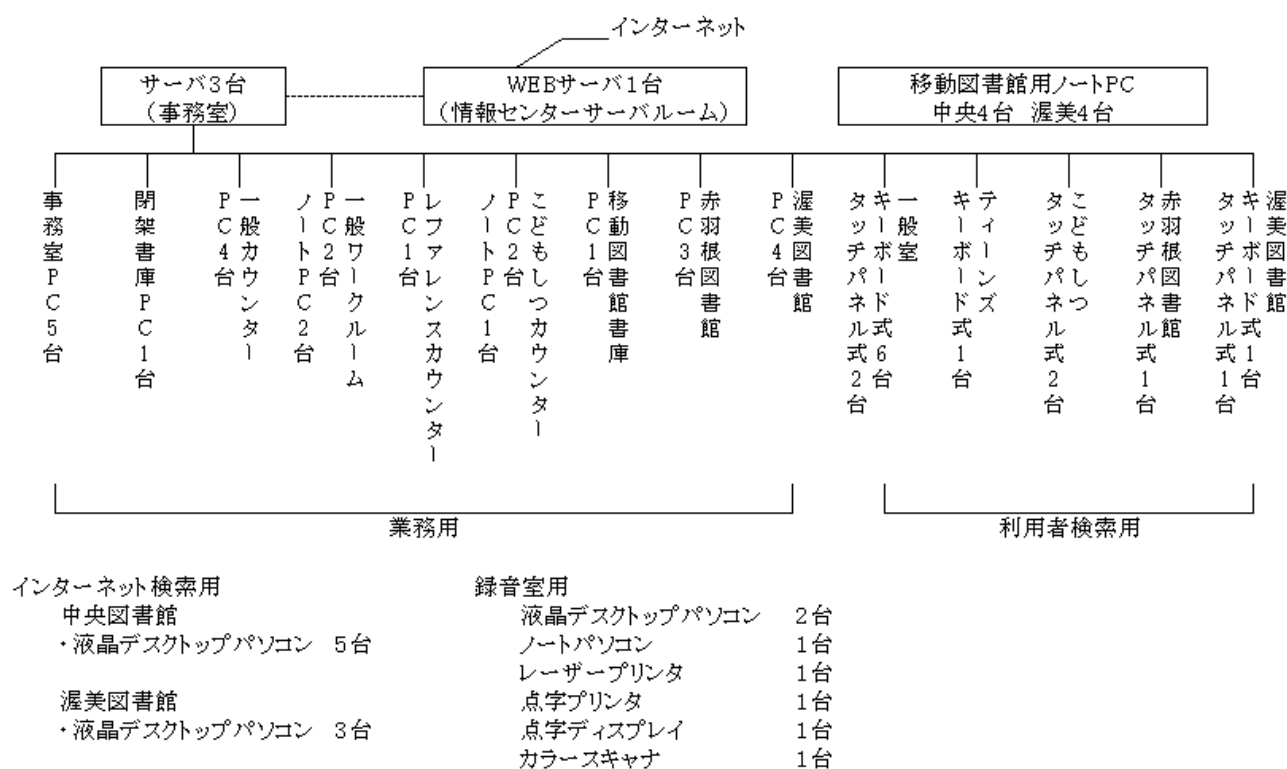 インターネット
サーバ3台
（事務室）
WEBサーバ1台
（情報センターサーバルーム）
移動図書館用ノートPC
中央4台 渥美4台
事務室PC5台
閉架書庫PC1台
一般カウンター
PC4台
一般ワークルーム
PC2台
ノートPC2台
レファレンスカウンター
PC1台
こどもしつカウンター
PC2台
ノートPC1台
移動図書館書庫
PC1台
赤羽根図書館
PC3台
渥美図書館
PC4台
一般室
キーボード式6台
タッチパネル式2台
ティーンズ
キーボード式1台
こどもしつ
タッチパネル式2台
赤羽根図書館
タッチパネル式1台
渥美図書館
キーボード式1台
タッチパネル式1台
業務用
利用者検索用
インターネット検索用
中央図書館
・液晶デスクトップパソコン 5台
渥美図書館
・液晶デスクトップパソコン 3台
録音室用
液晶デスクトップパソコン 2台
ノートパソコン 1台
レーザープリンタ 1台
点字プリンタ 1台
点字ディスプレイ 1台
カラースキャナ 1台